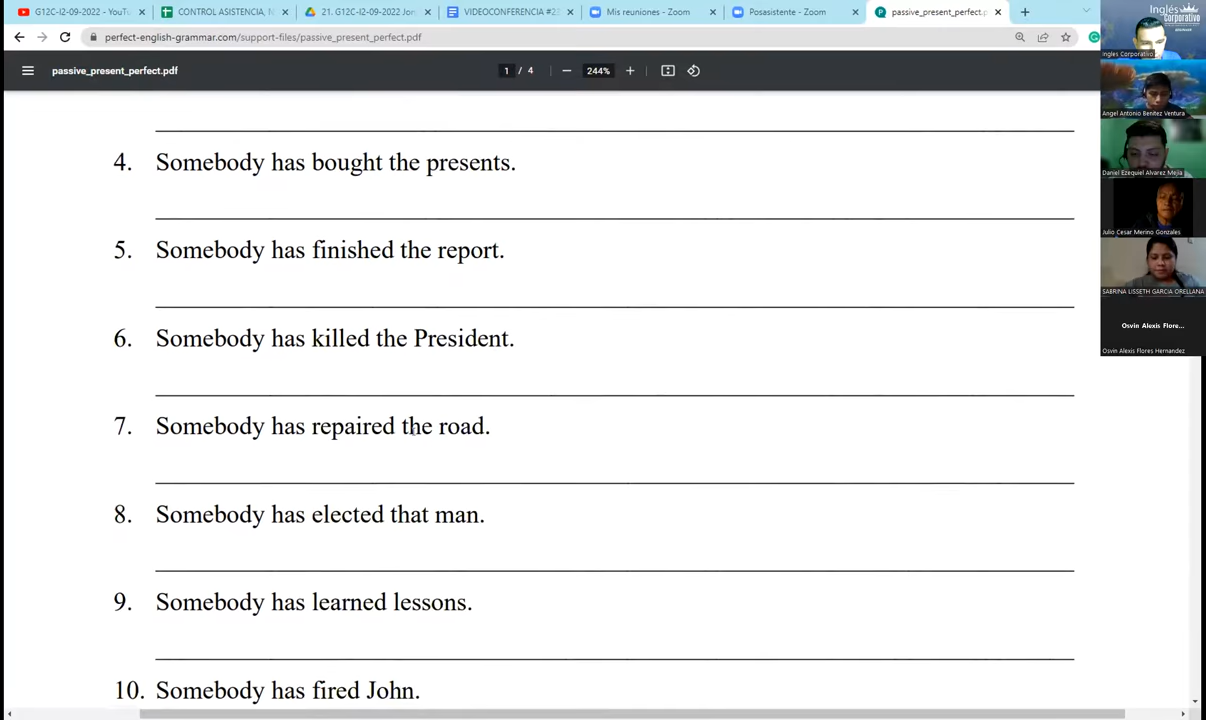 G12C-I2-09-2022 - YouTu
CONTROL ASISTENCIA, N
21. G12C-I2-09-2022 Jon
VIDEOCONFERENCIA #2
Mis reuniones - Zoom
Posasistente - Zoom
passive_present_perfect.p
perfect-english-grammar.com/support-files/passive_present_perfect.pdf
passive_present_perfect.pdf
1 / 4
244%
4. Somebody has bought the presents.
5. Somebody has finished the report.
6. Somebody has killed the President.
7. Somebody has repaired the road.
8. Somebody has elected that man.
9. Somebody has learned lessons.
10. Somebody has fired John.
Inglés
Corporativo
Ingles Corporativo
Angel Antonio Benitez Ventura
Daniel Ezequiel Alvarez Mejia
Julio Cesar Merino Gonzales
SABRINA LISSETH GARCIA ORELLANA
Osvin Alexis Flore...
Osvin Alexis Flores Hernandez